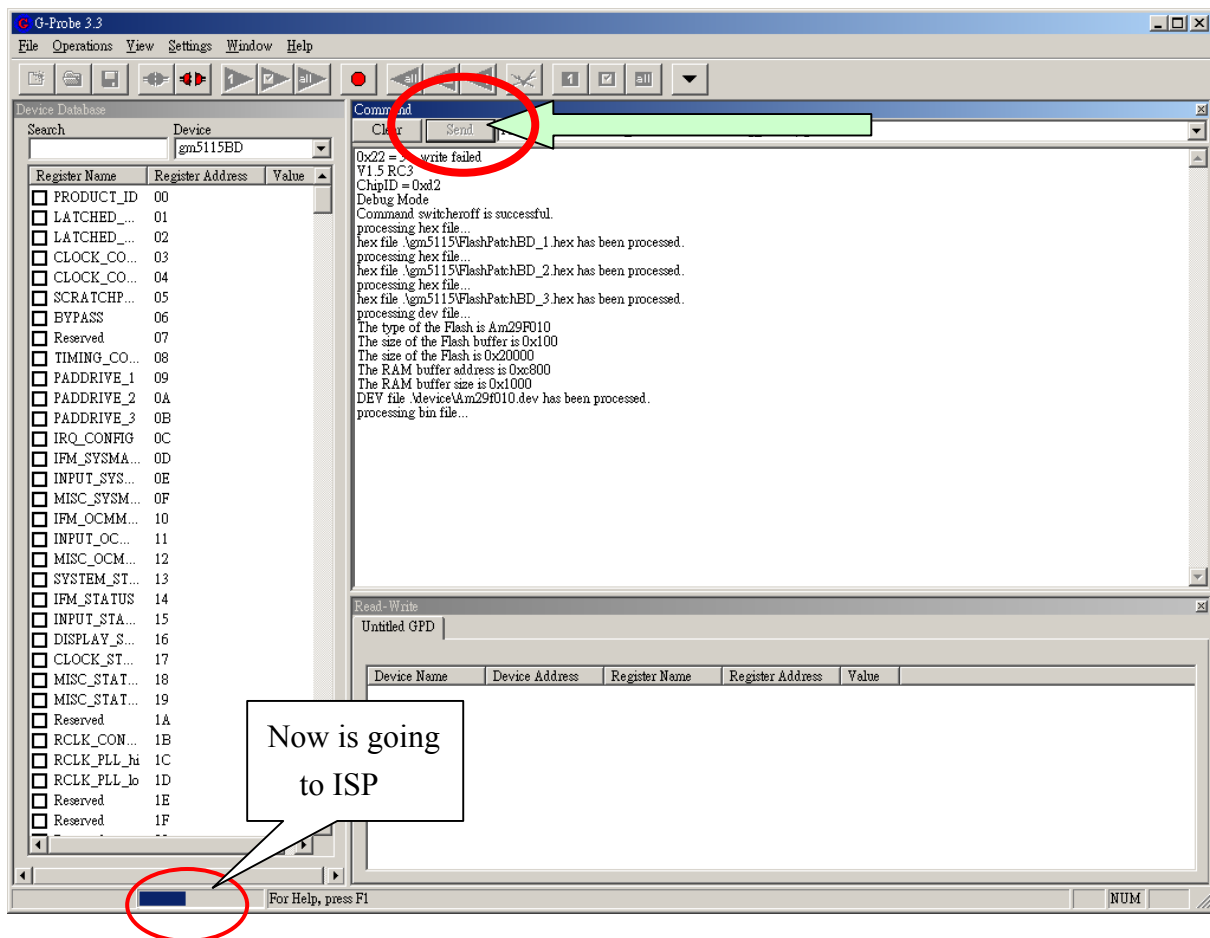 G-Probe 3.3
File Operations View Settings Window Help
Device Database
Search Device
gm5115BD
Register Name Register Address Value
PRODUCT_ID 00
LATCHED_... 01
LATCHED_... 02
CLOCK_CO... 03
CLOCK_CO... 04
SCRATCHP... 05
BYPASS 06
Reserved 07
TIMING_CO... 08
PADDRIVE_1 09
PADDRIVE_2 0A
PADDRIVE_3 0B
IRQ_CONFIG 0C
IFM_SYSMA... 0D
INPUT_SYS... 0E
MISC_SYSM... 0F
IFM_OCMM... 10
INPUT_OC... 11
MISC_OCM... 12
SYSTEM_ST... 13
IFM_STATUS 14
INPUT_STA... 15
DISPLAY_S... 16
CLOCK_ST... 17
MISC_STAT... 18
MISC_STAT... 19
Reserved 1A
RCLK_CON... 1B
RCLK_PLL_hi 1C
RCLK_PLL_lo 1D
Reserved 1E
Reserved 1F
Command
Clear Send
0x22 = write failed
V1.5 RC3
ChipID = 0xd2
Debug Mode
Command switcheroff is successful.
processing hex file...
hex file .\gm5115\FlashPatchBD_1.hex has been processed.
processing hex file...
hex file .\gm5115\FlashPatchBD_2.hex has been processed.
processing hex file...
hex file .\gm5115\FlashPatchBD_3.hex has been processed.
processing dev file...
The type of the Flash is Am29F010
The size of the Flash buffer is 0x100
The size of the Flash is 0x20000
The RAM buffer address is 0xc800
The RAM buffer size is 0x1000
DEV file .\device\Am29f010.dev has been processed.
processing bin file...
Read-Write
Untitled GPD
Device Name Device Address Register Name Register Address Value
Now is going
to ISP
For Help, press F1
NUM